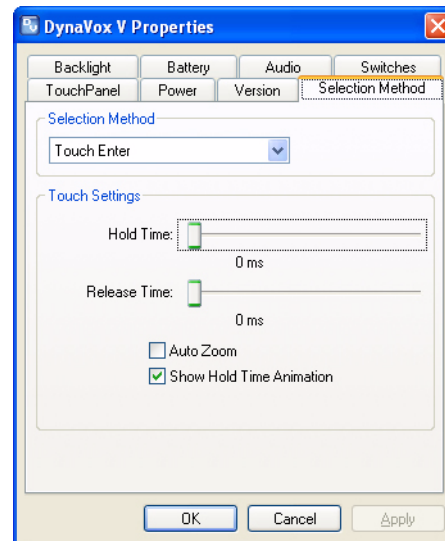 DynaVox V Properties
Backlight Battery Audio Switches
TouchPanel Power Version Selection Method
Selection Method
Touch Enter
Touch Settings
Hold Time:
0 ms
Release Time:
0 ms
Auto Zoom
Show Hold Time Animation
OK Cancel Apply